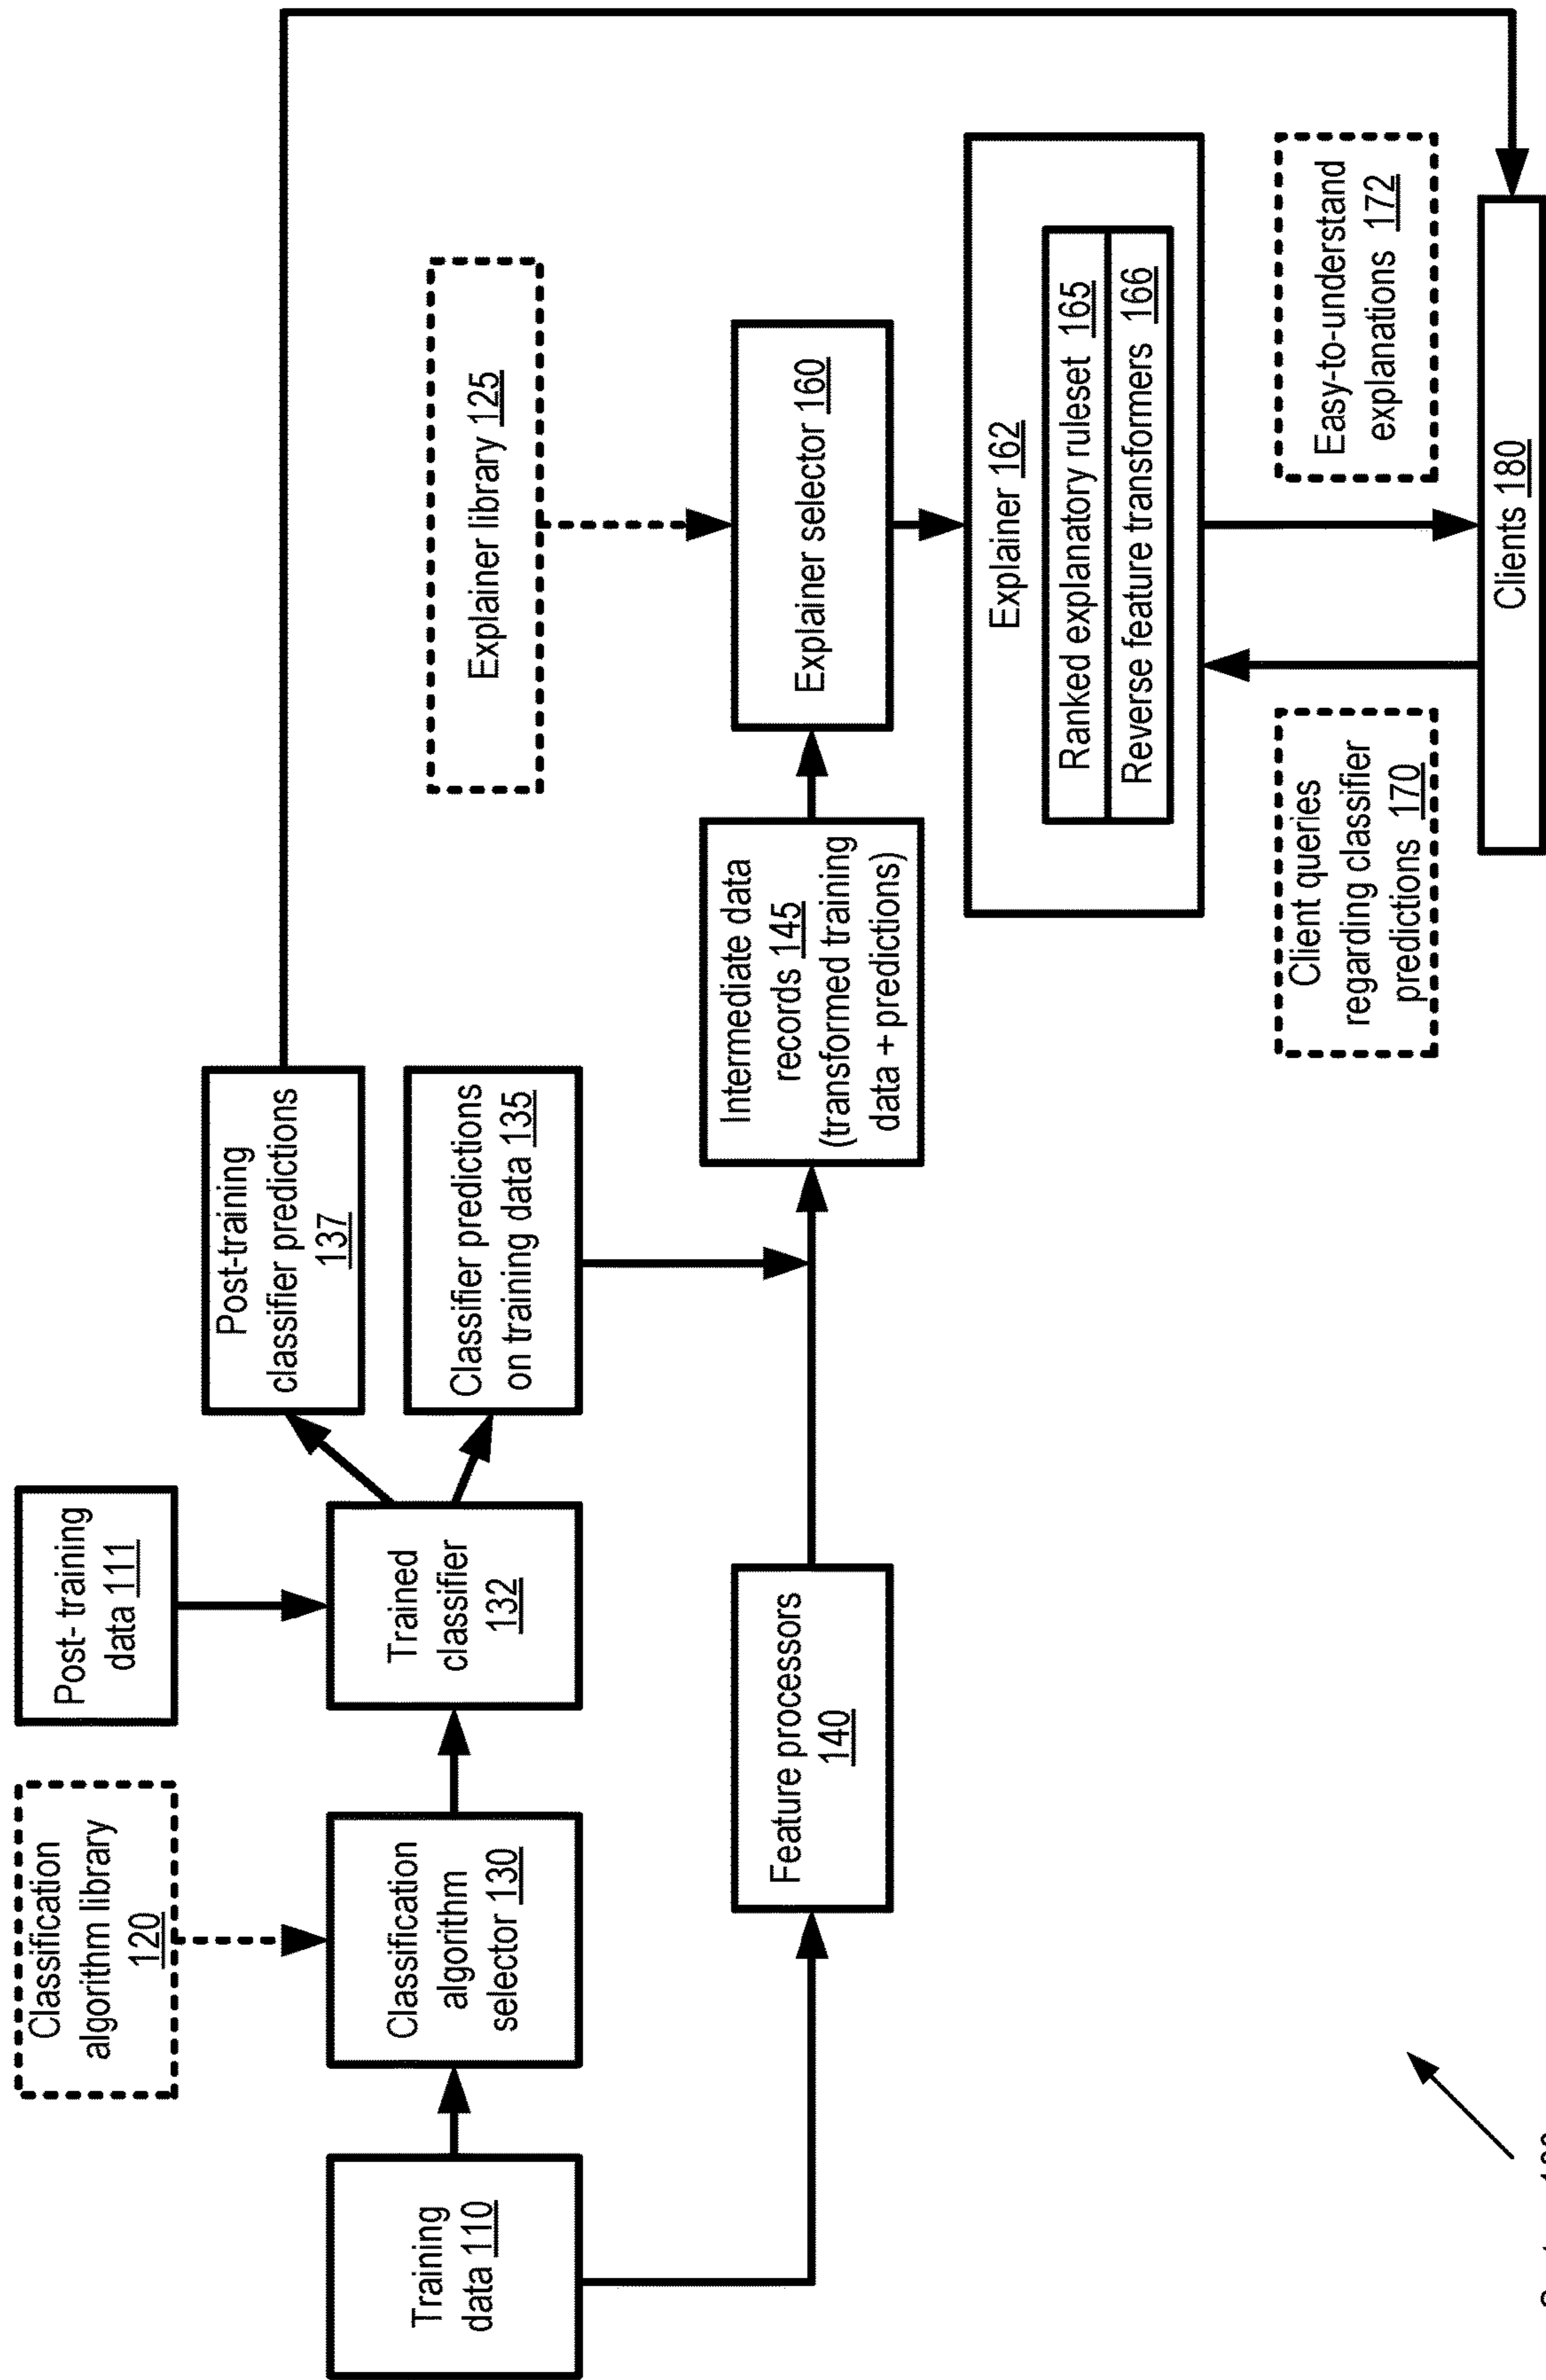 Classification
algorithm library
120
Post- training
data 111
Training
data 110
Classification
algorithm
selector 130
Trained
classifier
132
Post-training
classifier predictions
137
Classifier predictions
on training data 135
Explainer library 125
Feature processors
140
Intermediate data
records 145
(transformed training
data + predictions)
Explainer selector 160
Explainer 162
Ranked explanatory ruleset 165
Reverse feature transformers 166
Client queries
regarding classifier
predictions 170
Easy-to-understand
explanations 172
Clients 180